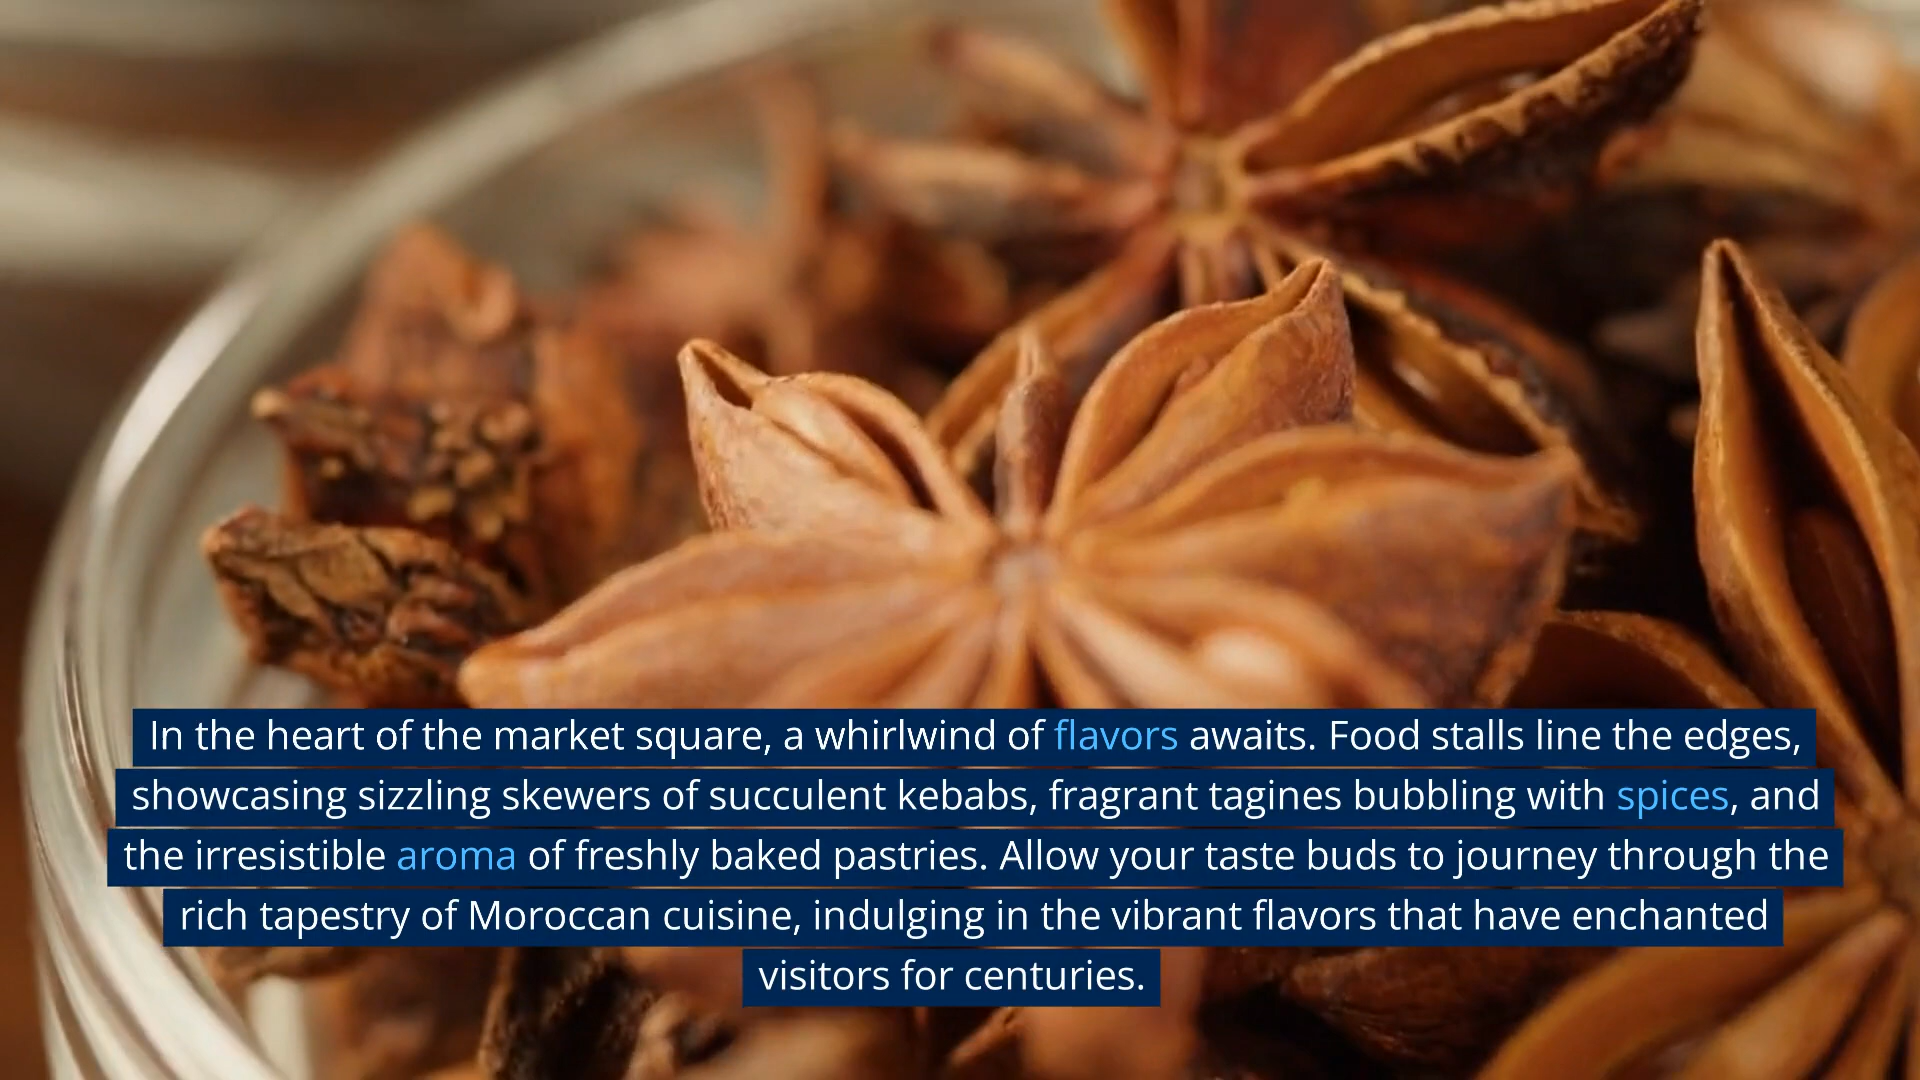 In the heart of the market square, a whirlwind of flavors awaits. Food stalls line the edges,
showcasing sizzling skewers of succulent kebabs, fragrant tagines bubbling with spices, and
the irresistible aroma of freshly baked pastries. Allow your taste buds to journey through the
rich tapestry of Moroccan cuisine, indulging in the vibrant flavors that have enchanted
visitors for centuries.